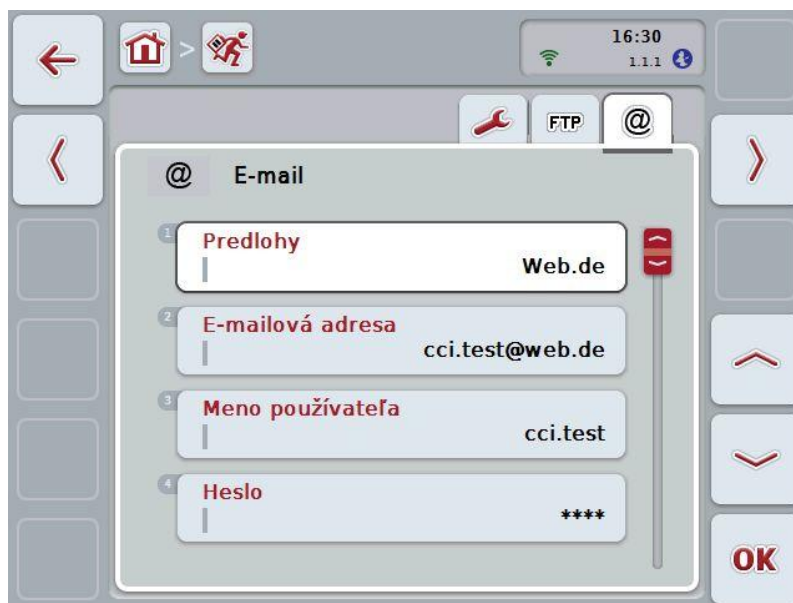 >
16:30
1.1.1
FTP
@
@ E-mail
1
Predlohy
Web.de
2
E-mailová adresa
cci.test@web.de
3
Meno používateľa
cci.test
4
Heslo
****
OK